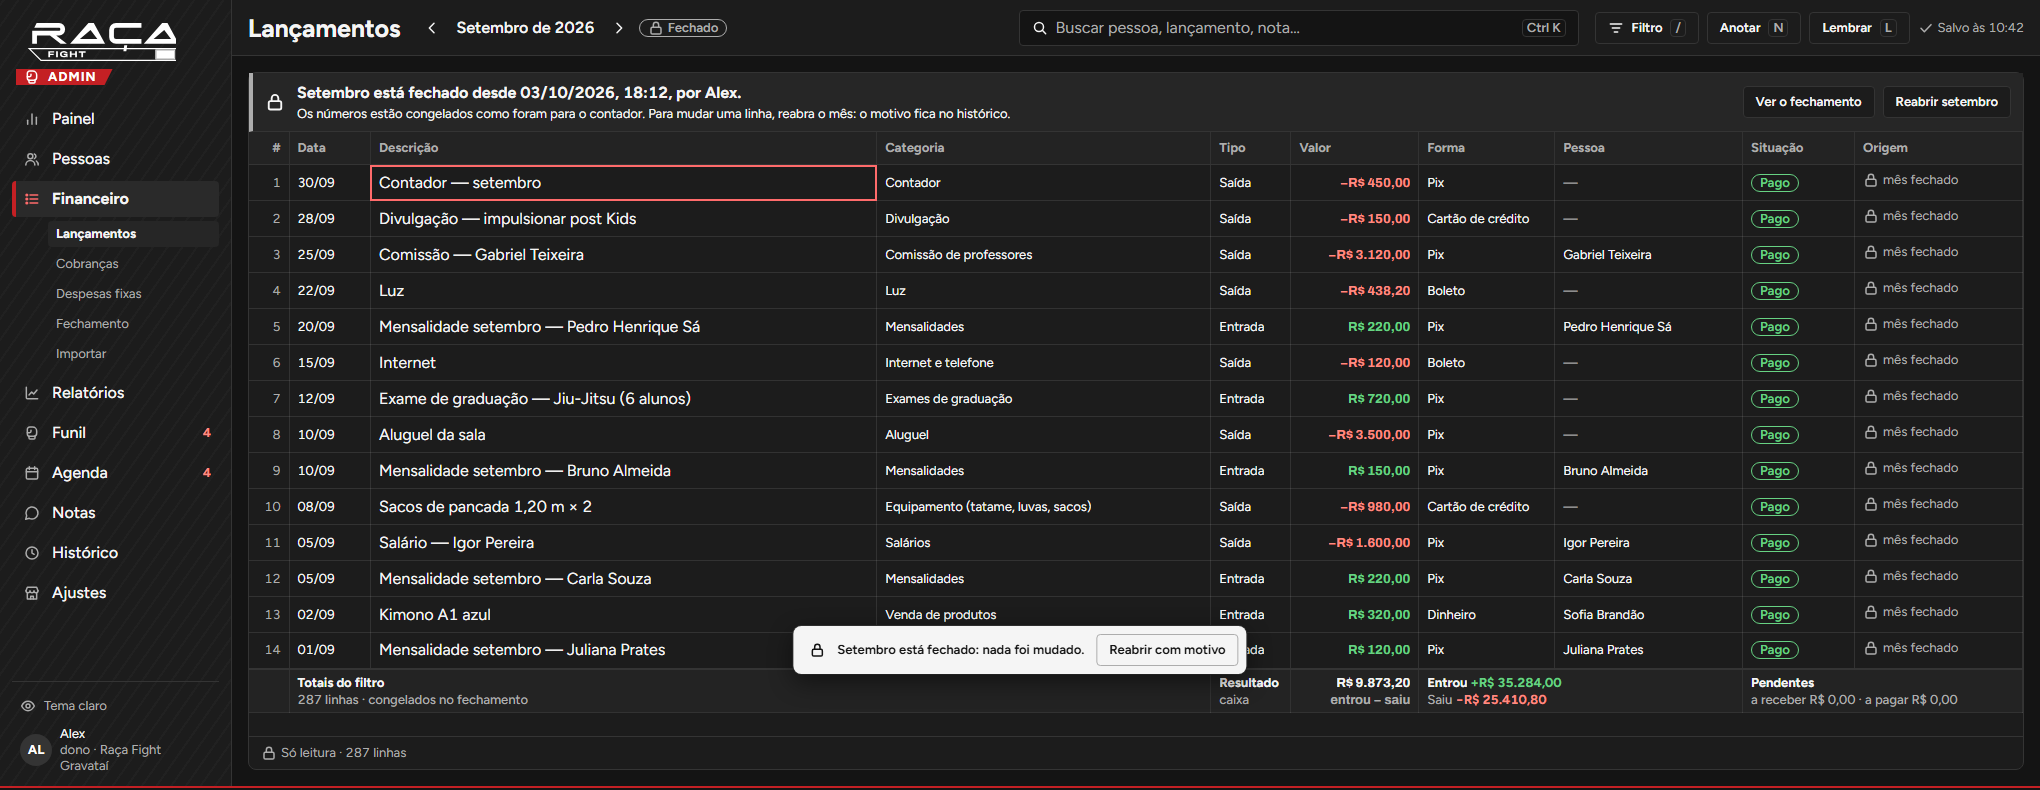 RAÇA
FIGHT
ADMIN
Painel
Pessoas
Financeiro
Lançamentos
Cobranças
Despesas fixas
Fechamento
Importar
Relatórios
Funil 4
Agenda 4
Notas
Histórico
Ajustes
Tema claro
AL
Alex
dono · Raça Fight
Gravataí
Lançamentos Setembro de 2026 Fechado Buscar pessoa, lançamento, nota... Ctrl K Filtro / Anotar N Lembrar L Salvo às 10:42
Setembro está fechado desde 03/10/2026, 18:12, por Alex.
Os números estão congelados como foram para o contador. Para mudar uma linha, reabra o mês: o motivo fica no histórico.
Ver o fechamento Reabrir setembro
# Data Descrição Categoria Tipo Valor Forma Pessoa Situação Origem
1 30/09 Contador — setembro Contador Saída −R$ 450,00 Pix — Pago mês fechado
2 28/09 Divulgação — impulsionar post Kids Divulgação Saída −R$ 150,00 Cartão de crédito — Pago mês fechado
3 25/09 Comissão — Gabriel Teixeira Comissão de professores Saída −R$ 3.120,00 Pix Gabriel Teixeira Pago mês fechado
4 22/09 Luz Luz Saída −R$ 438,20 Boleto — Pago mês fechado
5 20/09 Mensalidade setembro — Pedro Henrique Sá Mensalidades Entrada R$ 220,00 Pix Pedro Henrique Sá Pago mês fechado
6 15/09 Internet Internet e telefone Saída −R$ 120,00 Boleto — Pago mês fechado
7 12/09 Exame de graduação — Jiu-Jitsu (6 alunos) Exames de graduação Entrada R$ 720,00 Pix — Pago mês fechado
8 10/09 Aluguel da sala Aluguel Saída −R$ 3.500,00 Pix — Pago mês fechado
9 10/09 Mensalidade setembro — Bruno Almeida Mensalidades Entrada R$ 150,00 Pix Bruno Almeida Pago mês fechado
10 08/09 Sacos de pancada 1,20 m × 2 Equipamento (tatame, luvas, sacos) Saída −R$ 980,00 Cartão de crédito — Pago mês fechado
11 05/09 Salário — Igor Pereira Salários Saída −R$ 1.600,00 Pix Igor Pereira Pago mês fechado
12 05/09 Mensalidade setembro — Carla Souza Mensalidades Entrada R$ 220,00 Pix Carla Souza Pago mês fechado
13 02/09 Kimono A1 azul Venda de produtos Entrada R$ 320,00 Dinheiro Sofia Brandão Pago mês fechado
14 01/09 Mensalidade setembro — Juliana Prates R$ 120,00 Pix Juliana Prates Pago mês fechado
Setembro está fechado: nada foi mudado. Reabrir com motivo
Totais do filtro Resultado R$ 9.873,20 Entrou +R$ 35.284,00 Pendentes
287 linhas · congelados no fechamento caixa entrou − saiu Saiu −R$ 25.410,80 a receber R$ 0,00 · a pagar R$ 0,00
Só leitura · 287 linhas